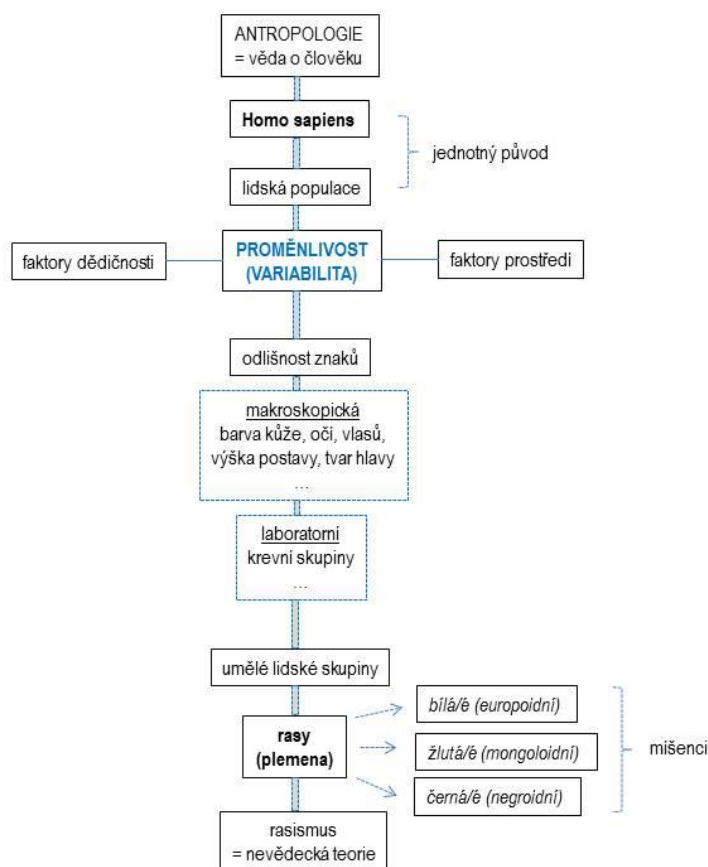 ANTROPOLOGIE
= věda o člověku
Homo sapiens
jednotný původ
lidská populace
faktory dědičnosti
PROMĚNLIVOST
(VARIABILITA)
faktory prostředi
odlišnost znaků
makroskopická
barva kůže, očí, vlasů,
výška postavy, tvar hlavy
...
laboratorní
krevní skupiny
...
umělé lidské skupiny
rasy
(plemena)
bílá/é (europoidní)
žlutá/é (mongoloidní)
černá/é (negroidní)
mišenci
rasismus
= nevědecká teorie